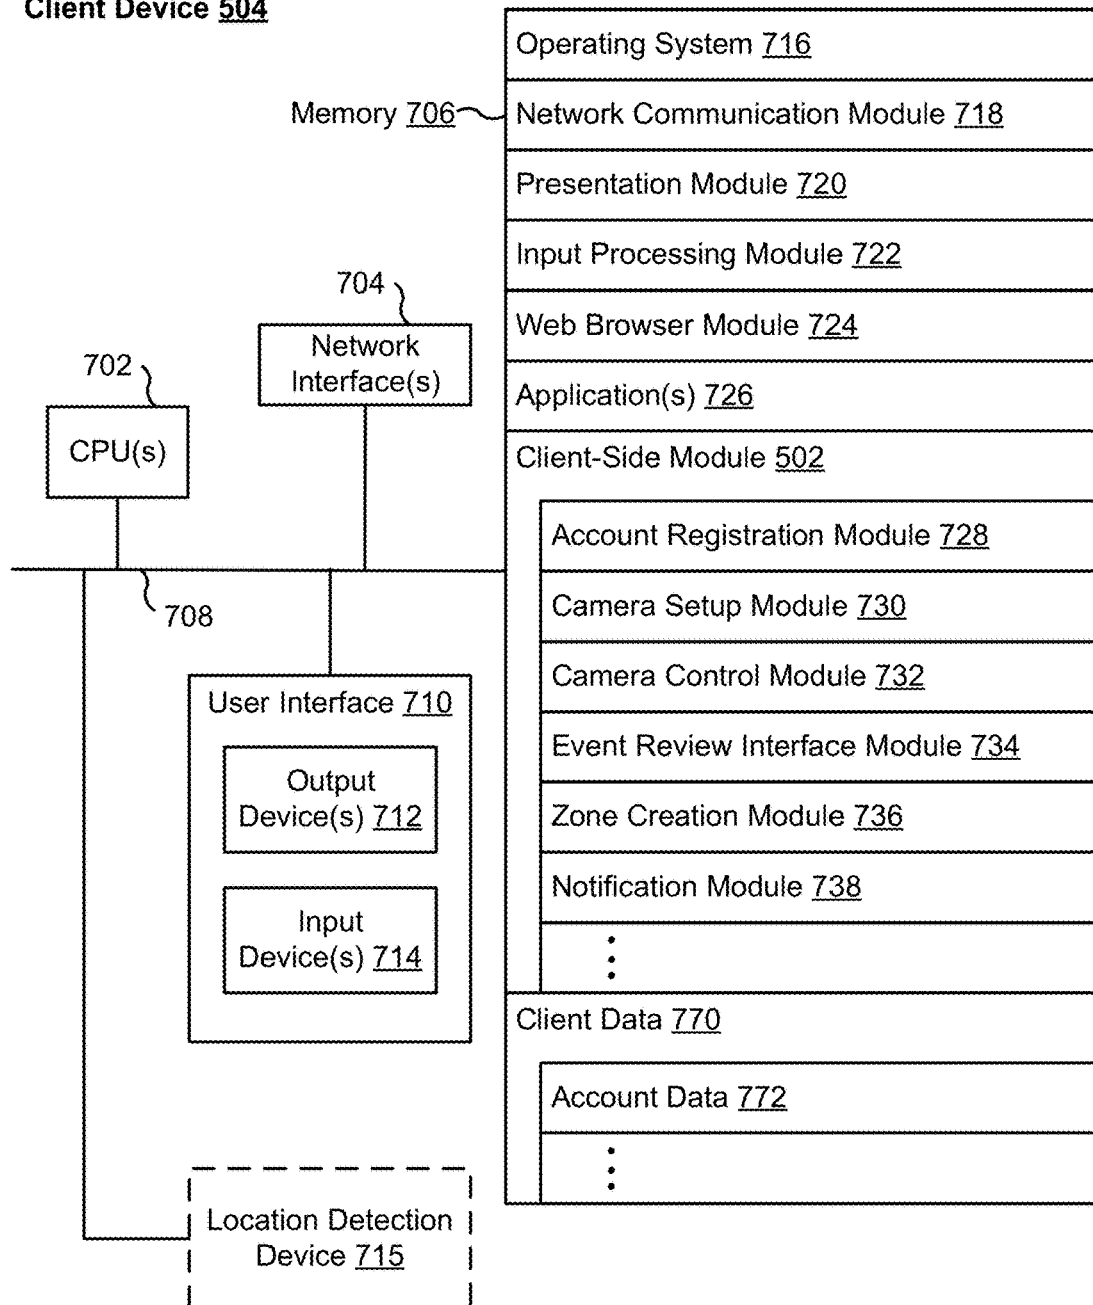 Client Device 504
Operating System 716
Memory 706
Network Communication Module 718
Presentation Module 720
Input Processing Module 722
704
Network
Interface(s)
Web Browser Module 724
702
CPU(s)
Application(s) 726
Client-Side Module 502
Account Registration Module 728
708
Camera Setup Module 730
Camera Control Module 732
User Interface 710
Event Review Interface Module 734
Output
Device(s) 712
Zone Creation Module 736
Notification Module 738
Input
Device(s) 714
Client Data 770
Account Data 772
Location Detection
Device 715